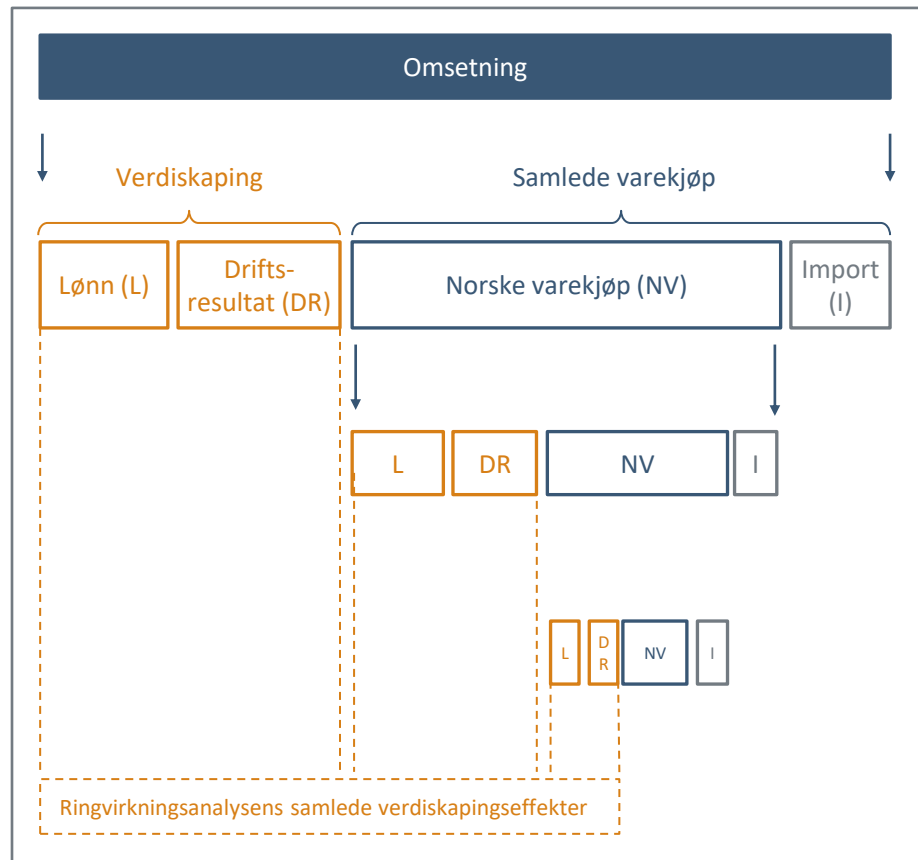 Omsetning
Verdiskaping
Samlede varekjøp
Lønn (L)
Drifts-
resultat (DR)
Norske varekjøp (NV)
Import
(I)
L
DR
NV
I
L
D
R
NV
I
Ringvirkningsanalysens samlede verdiskapingseffekter